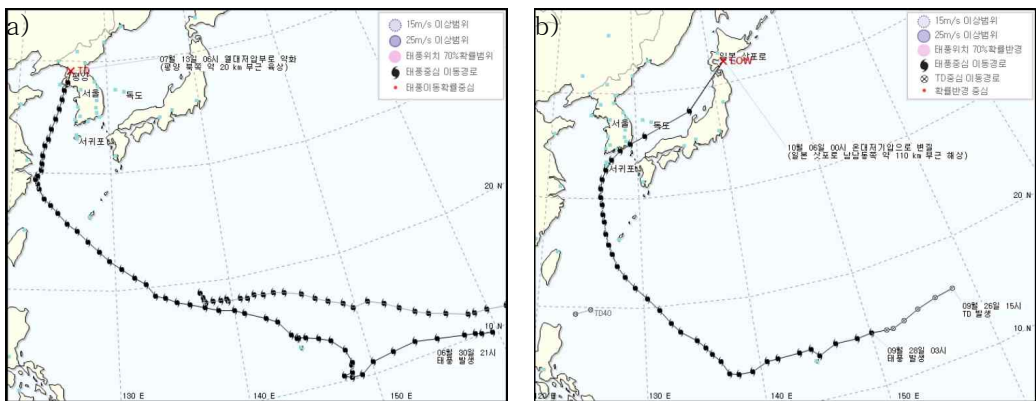 a)
15m/s 이상범위
25m/s 이상범위
태풍위치 70%확률범위
태풍중심 이동경로
태풍이동확률중심
TD
07월 13일 06시 열대저압부로 약화
(평양 북쪽 약 20 km 부근 육상)
평양
서울
독도
서귀포
20 N
10 N
06월 30일 21시
태풍 발생
130 E
140 E
150 E
b)
15m/s 이상범위
25m/s 이상범위
태풍위치 70%확률반경
태풍중심 이동경로
TD중심 이동경로
확률반경 중심
일본 삿포로
EOW
서울
독도
서귀포
10월 06일 00시 온대저기압으로 변질
(일본 삿포로 남남동쪽 약 110 km 부근 해상)
20 N
TD40
09월 26일 15시
TD 발생
10 N
09월 28일 03시
태풍 발생
120 E
130 E
140 E
150 E